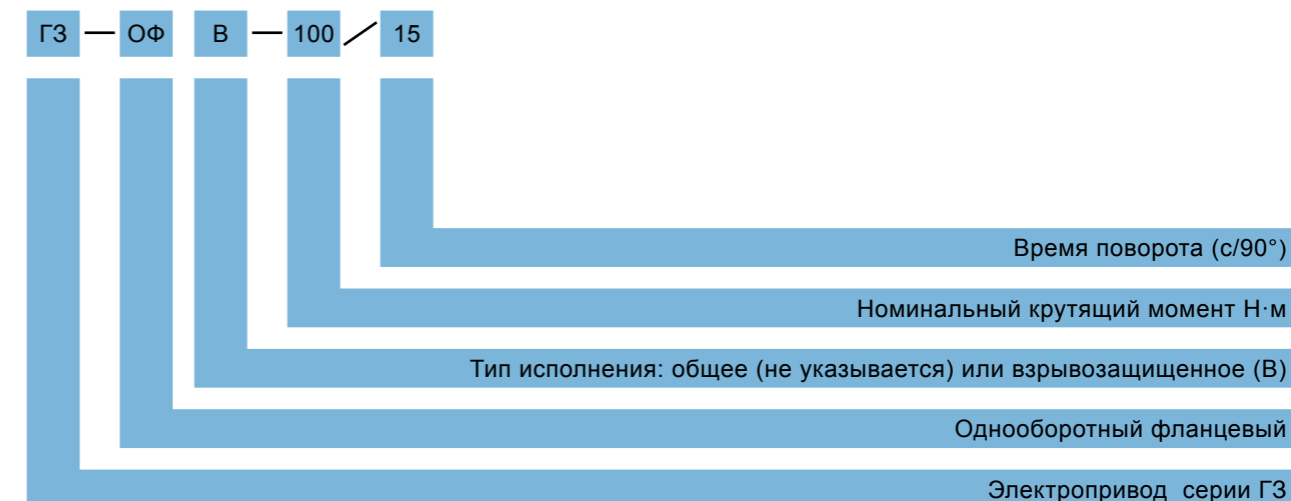 ГЗ — ОФ В — 100 / 15
Время поворота (с/90°)
Номинальный крутящий момент Н·м
Тип исполнения: общее (не указывается) или взрывозащищенное (В)
Однооборотный фланцевый
Электропривод серии ГЗ